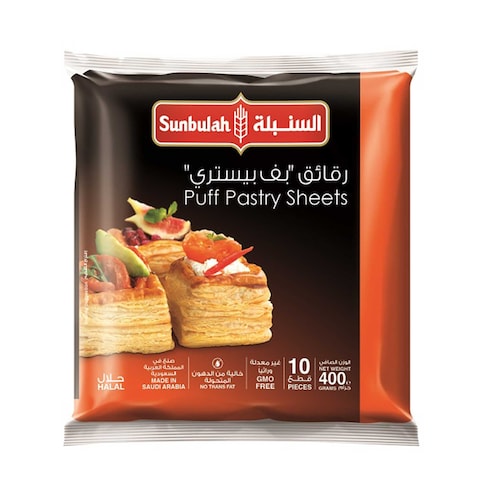 Sunbulah السنبلة
رقائق "بف بيستري"
Puff Pastry Sheets
حلال
HALAL
صنع في
المملكة العربية
السعودية
MADE IN
SAUDI ARABIA
خالية من الدهون
المتحولة
NO TRANS FAT
غير معدلة
وراثياً
GMO
FREE
10
قطع
PIECES
الوزن الصافي
NET WEIGHT
400
جرام GRAMS